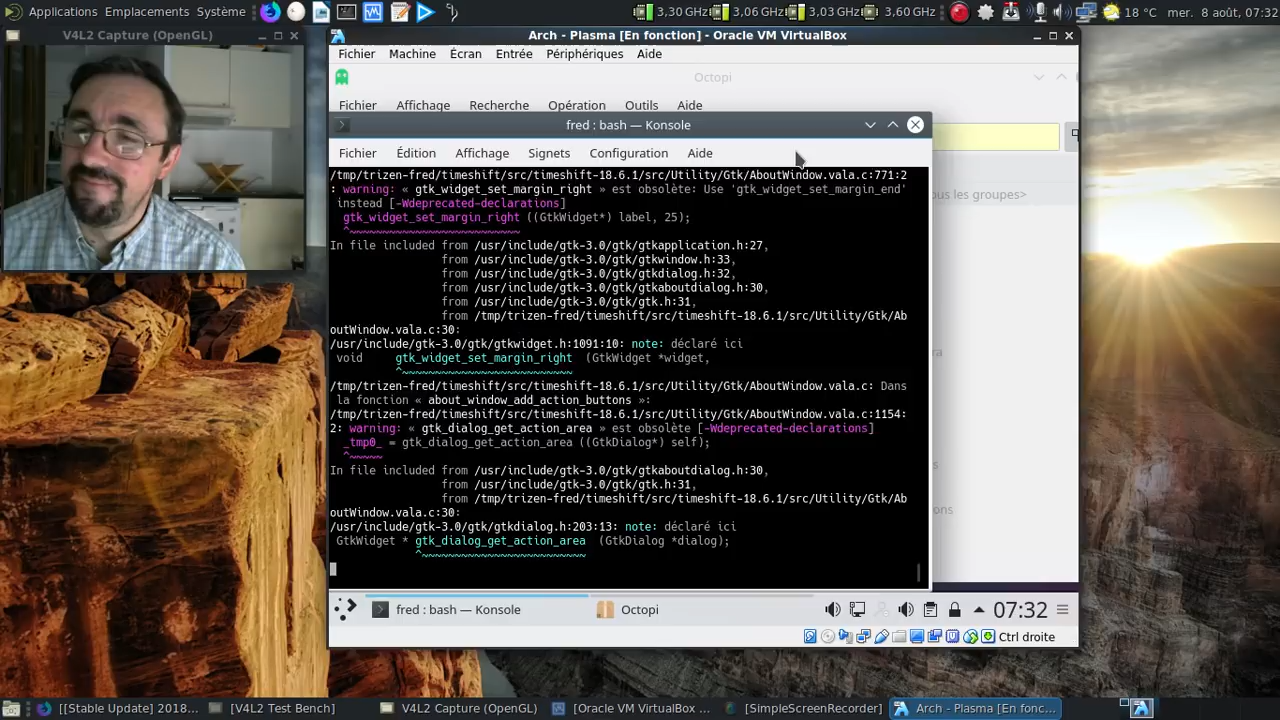 Applications Emplacements Système 3,30 GHz 3,06 GHz 3,03 GHz 3,60 GHz 18 °C mer. 8 août, 07:32
V4L2 Capture (OpenGL)
Arch - Plasma [En fonction] - Oracle VM VirtualBox
Fichier Machine Écran Entrée Périphériques Aide
Octopi
Fichier Affichage Recherche Opération Outils Aide
fred : bash — Konsole
Fichier Édition Affichage Signets Configuration Aide
/tmp/trizen-fred/timeshift/src/timeshift-18.6.1/src/Utility/Gtk/AboutWindow.vala.c:771:2
: warning: « gtk_widget_set_margin_right » est obsolète: Use 'gtk_widget_set_margin_end'
instead [-Wdeprecated-declarations]
gtk_widget_set_margin_right ((GtkWidget*) label, 25);
^~~~~~~~~~~~~~~~~~~~~~~~~~~
In file included from /usr/include/gtk-3.0/gtk/gtkapplication.h:27,
from /usr/include/gtk-3.0/gtk/gtkwindow.h:33,
from /usr/include/gtk-3.0/gtk/gtkdialog.h:32,
from /usr/include/gtk-3.0/gtk/gtkaboutdialog.h:30,
from /usr/include/gtk-3.0/gtk/gtk.h:31,
from /tmp/trizen-fred/timeshift/src/timeshift-18.6.1/src/Utility/Gtk/Ab
outWindow.vala.c:30:
/usr/include/gtk-3.0/gtk/gtkwidget.h:1091:10: note: déclaré ici
void gtk_widget_set_margin_right (GtkWidget *widget,
^~~~~~~~~~~~~~~~~~~~~~~~~~~
/tmp/trizen-fred/timeshift/src/timeshift-18.6.1/src/Utility/Gtk/AboutWindow.vala.c: Dans
la fonction « about_window_add_action_buttons »:
/tmp/trizen-fred/timeshift/src/timeshift-18.6.1/src/Utility/Gtk/AboutWindow.vala.c:1154:
2: warning: « gtk_dialog_get_action_area » est obsolète [-Wdeprecated-declarations]
_tmp0_ = gtk_dialog_get_action_area ((GtkDialog*) self);
^~~~~~
In file included from /usr/include/gtk-3.0/gtk/gtkaboutdialog.h:30,
from /usr/include/gtk-3.0/gtk/gtk.h:31,
from /tmp/trizen-fred/timeshift/src/timeshift-18.6.1/src/Utility/Gtk/Ab
outWindow.vala.c:30:
/usr/include/gtk-3.0/gtk/gtkdialog.h:203:13: note: déclaré ici
GtkWidget * gtk_dialog_get_action_area (GtkDialog *dialog);
^~~~~~~~~~~~~~~~~~~~~~~~~~
ous les groupes>
fred : bash — Konsole Octopi 07:32
Ctrl droite
[[Stable Update] 2018... [V4L2 Test Bench] V4L2 Capture (OpenGL) [Oracle VM VirtualBox ... [SimpleScreenRecorder] Arch - Plasma [En fonc...